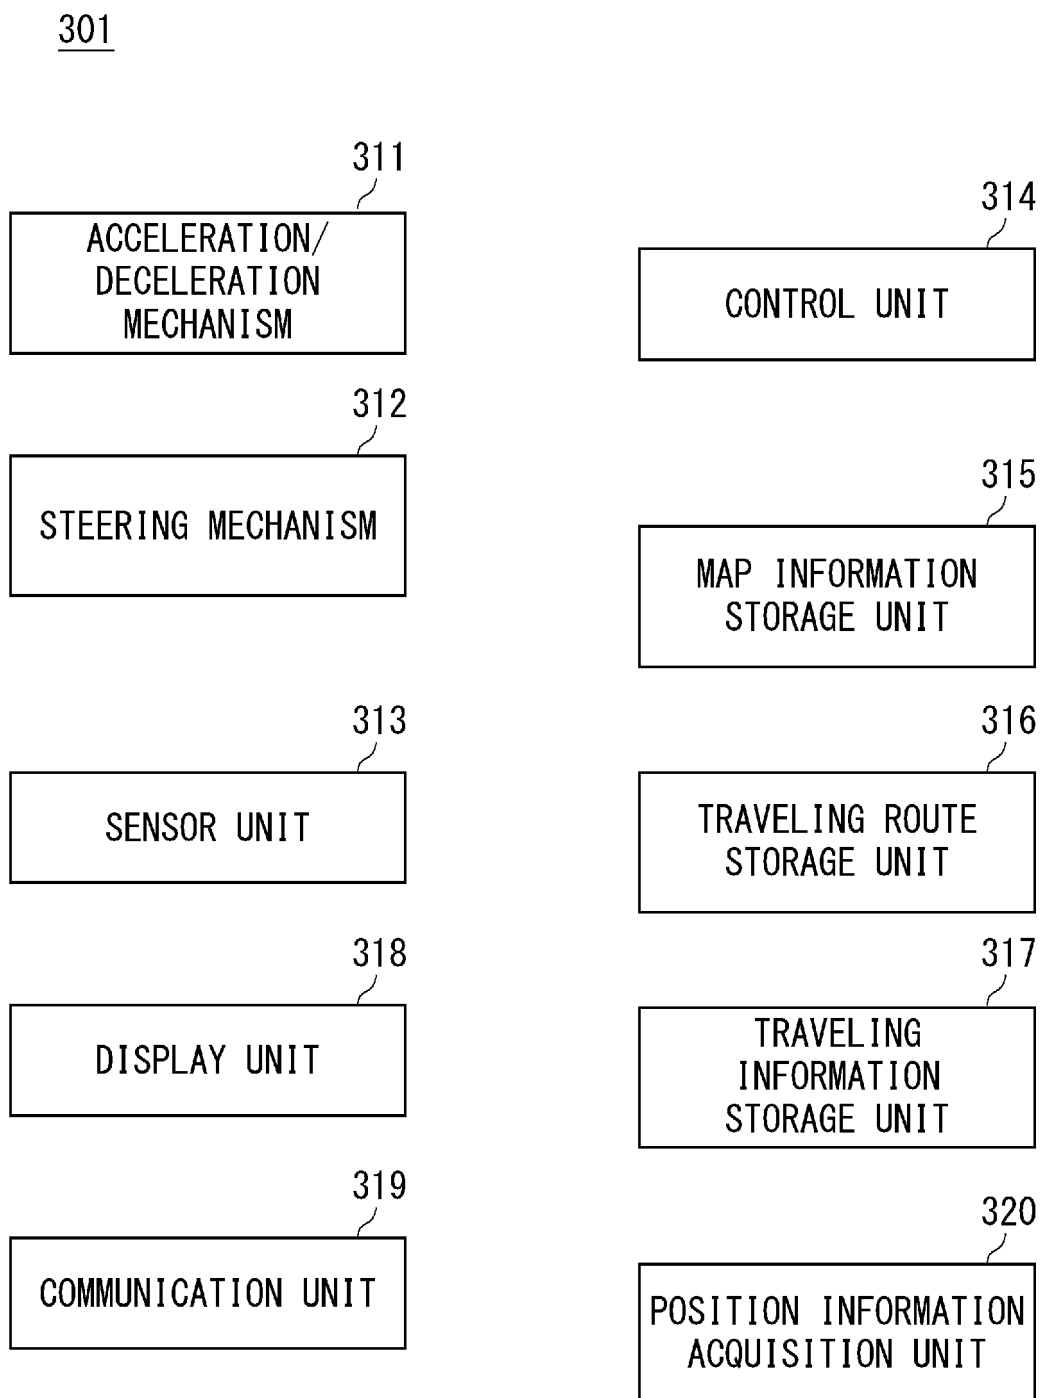 301
311
ACCELERATION/
DECELERATION
MECHANISM
312
STEERING MECHANISM
313
SENSOR UNIT
318
DISPLAY UNIT
319
COMMUNICATION UNIT
314
CONTROL UNIT
315
MAP INFORMATION
STORAGE UNIT
316
TRAVELING ROUTE
STORAGE UNIT
317
TRAVELING
INFORMATION
STORAGE UNIT
320
POSITION INFORMATION
ACQUISITION UNIT